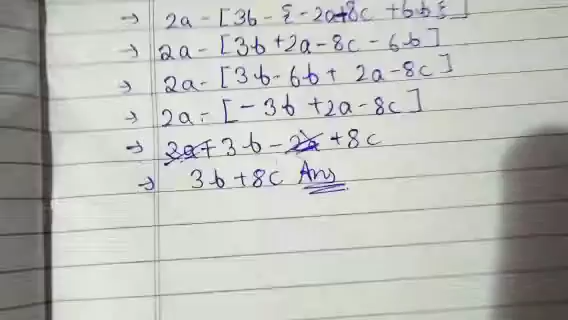 → 2a - [3b - {-2a+8c + 6b}]
→ 2a - [3b + 2a - 8c - 6b]
→ 2a - [3b - 6b + 2a - 8c]
→ 2a - [-3b + 2a - 8c]
→ 2a + 3b - 2a + 8c
→ 3b + 8c Ans